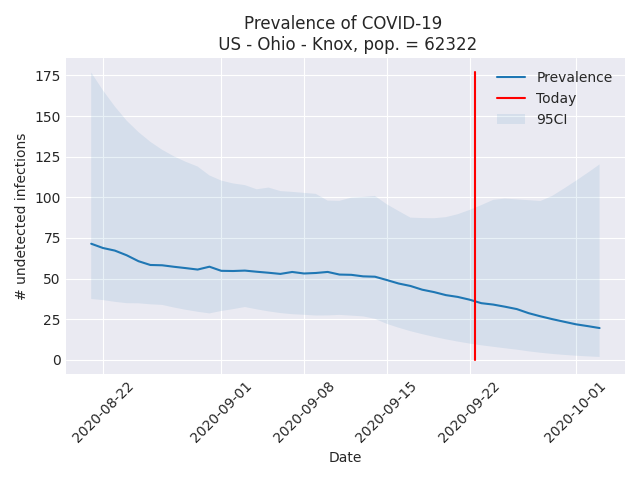 Prevalence of COVID-19
US - Ohio - Knox, pop. = 62322
Prevalence
Today
95CI
# undetected infections
175
150
125
100
75
50
25
0
2020-08-22
2020-09-01
2020-09-08
2020-09-15
2020-09-22
2020-10-01
Date